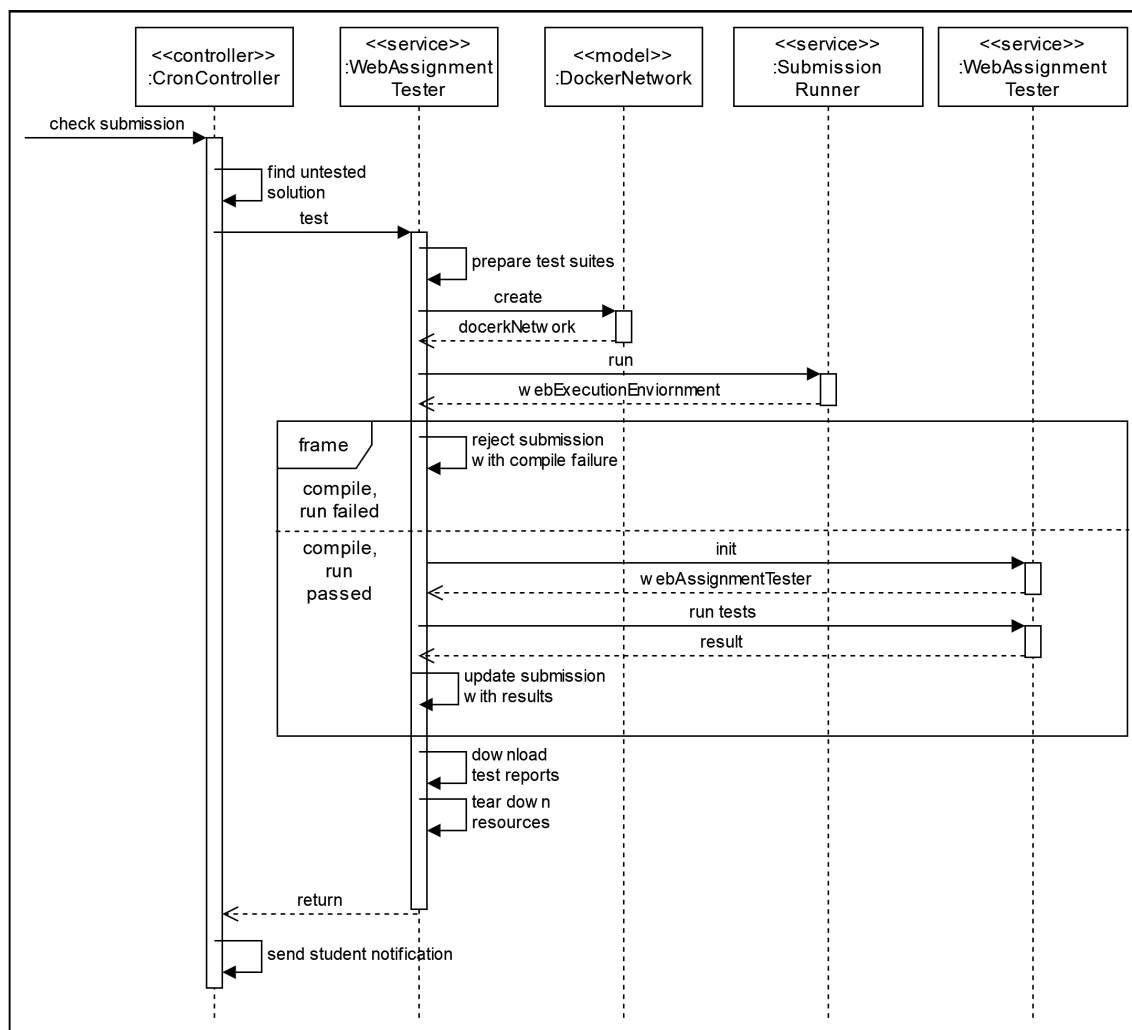 <<controller>>
:CronController
<<service>>
:WebAssignment
Tester
<<model>>
:DockerNetwork
<<service>>
:Submission
Runner
<<service>>
:WebAssignment
Tester
check submission
find untested
solution
test
prepare test suites
create
docerkNetwork
run
webExecutionEnviornment
frame
reject submission
with compile failure
compile,
run failed
compile,
run
passed
init
webAssignmentTester
run tests
result
update submission
with results
download
test reports
tear down
resources
return
send student notification